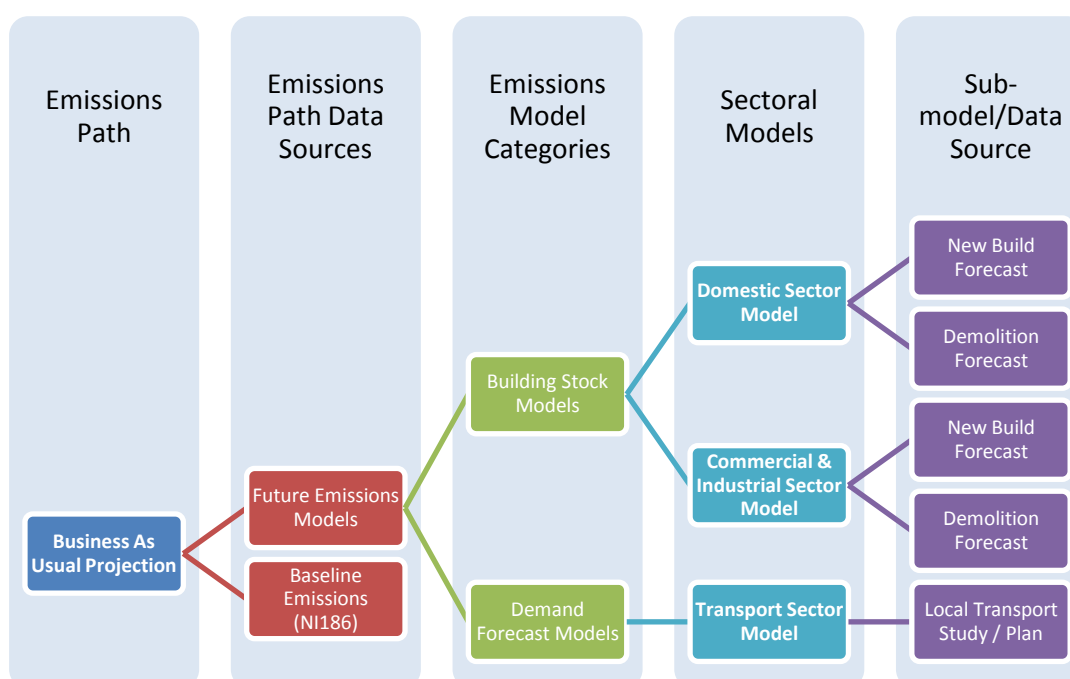 Emissions
Path
Emissions
Path Data
Sources
Emissions
Model
Categories
Sectoral
Models
Sub-
model/Data
Source
Business As
Usual Projection
Future Emissions
Models
Baseline
Emissions
(NI186)
Building Stock
Models
Demand
Forecast Models
Domestic Sector
Model
Commercial &
Industrial Sector
Model
Transport Sector
Model
New Build
Forecast
Demolition
Forecast
New Build
Forecast
Demolition
Forecast
Local Transport
Study / Plan